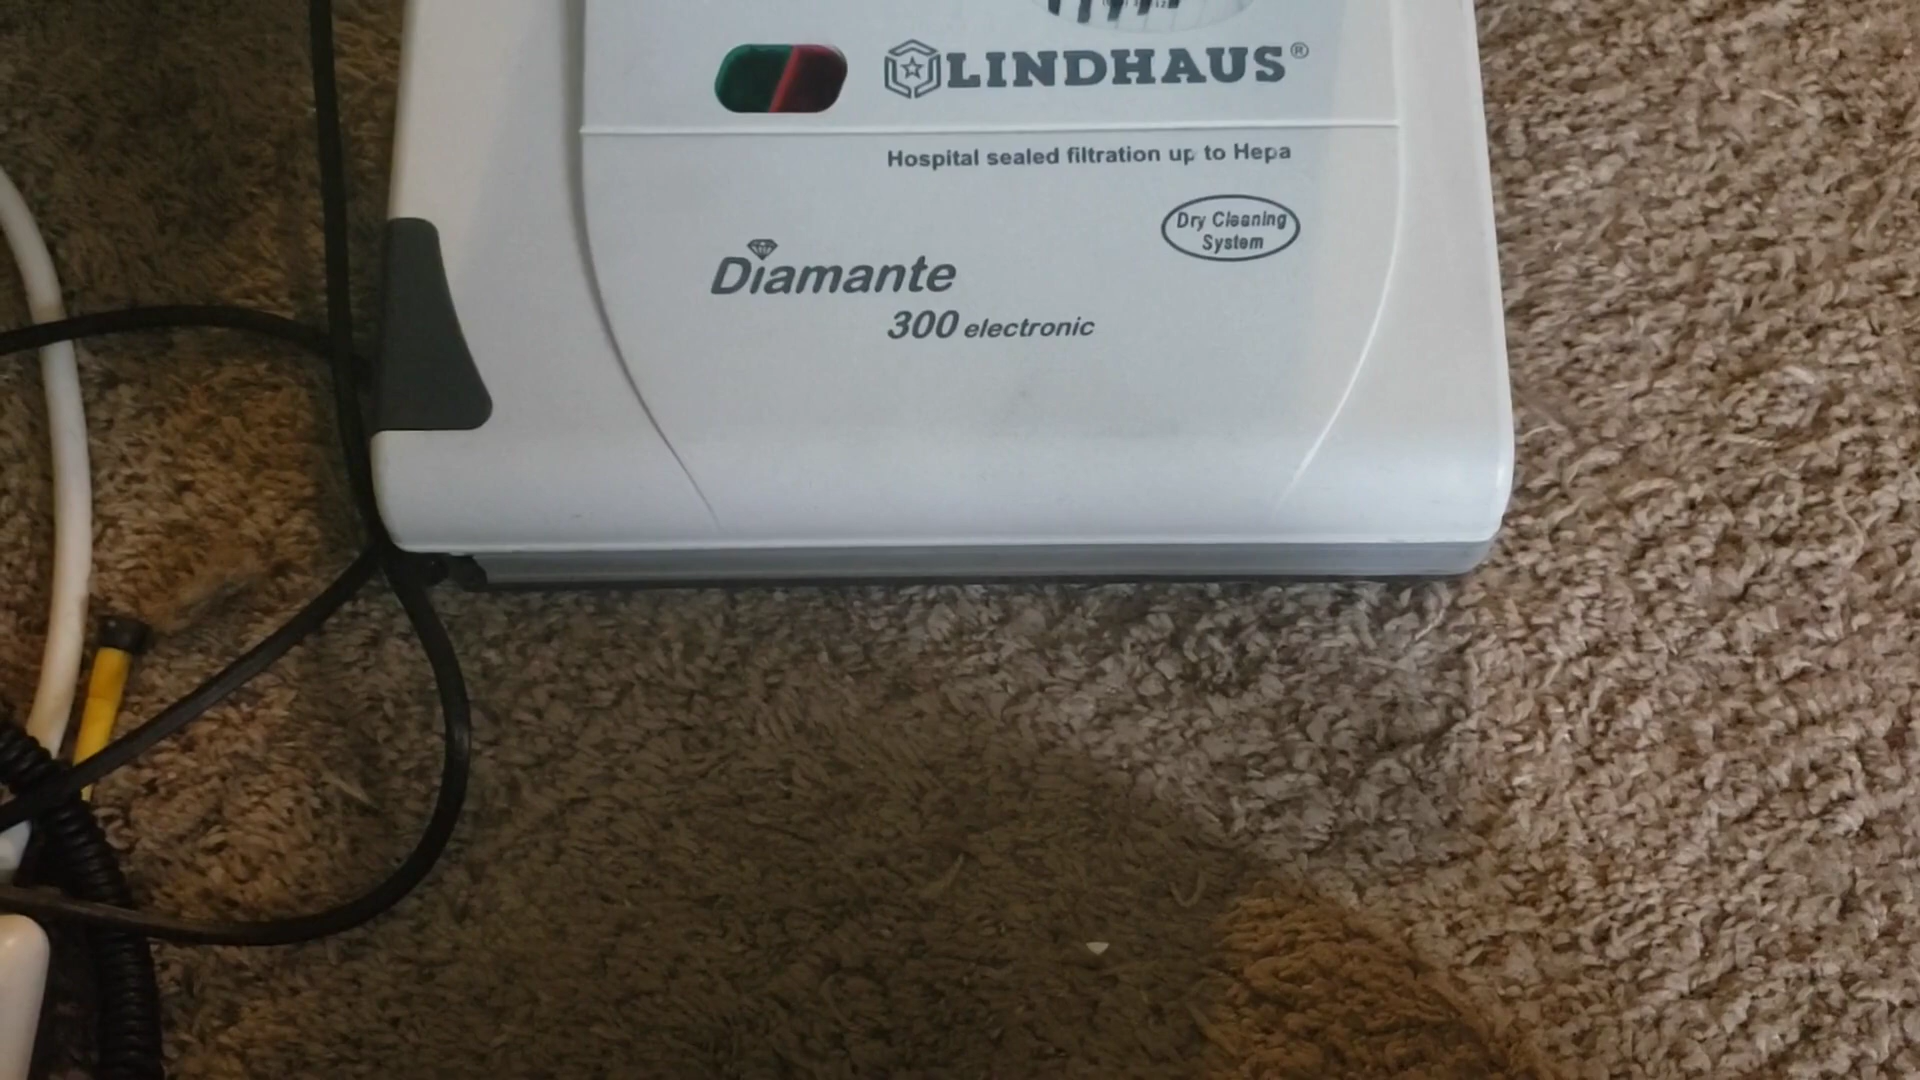 LINDHAUS®
Hospital sealed filtration up to Hepa
Dry Cleaning
System
Diamante
300 electronic